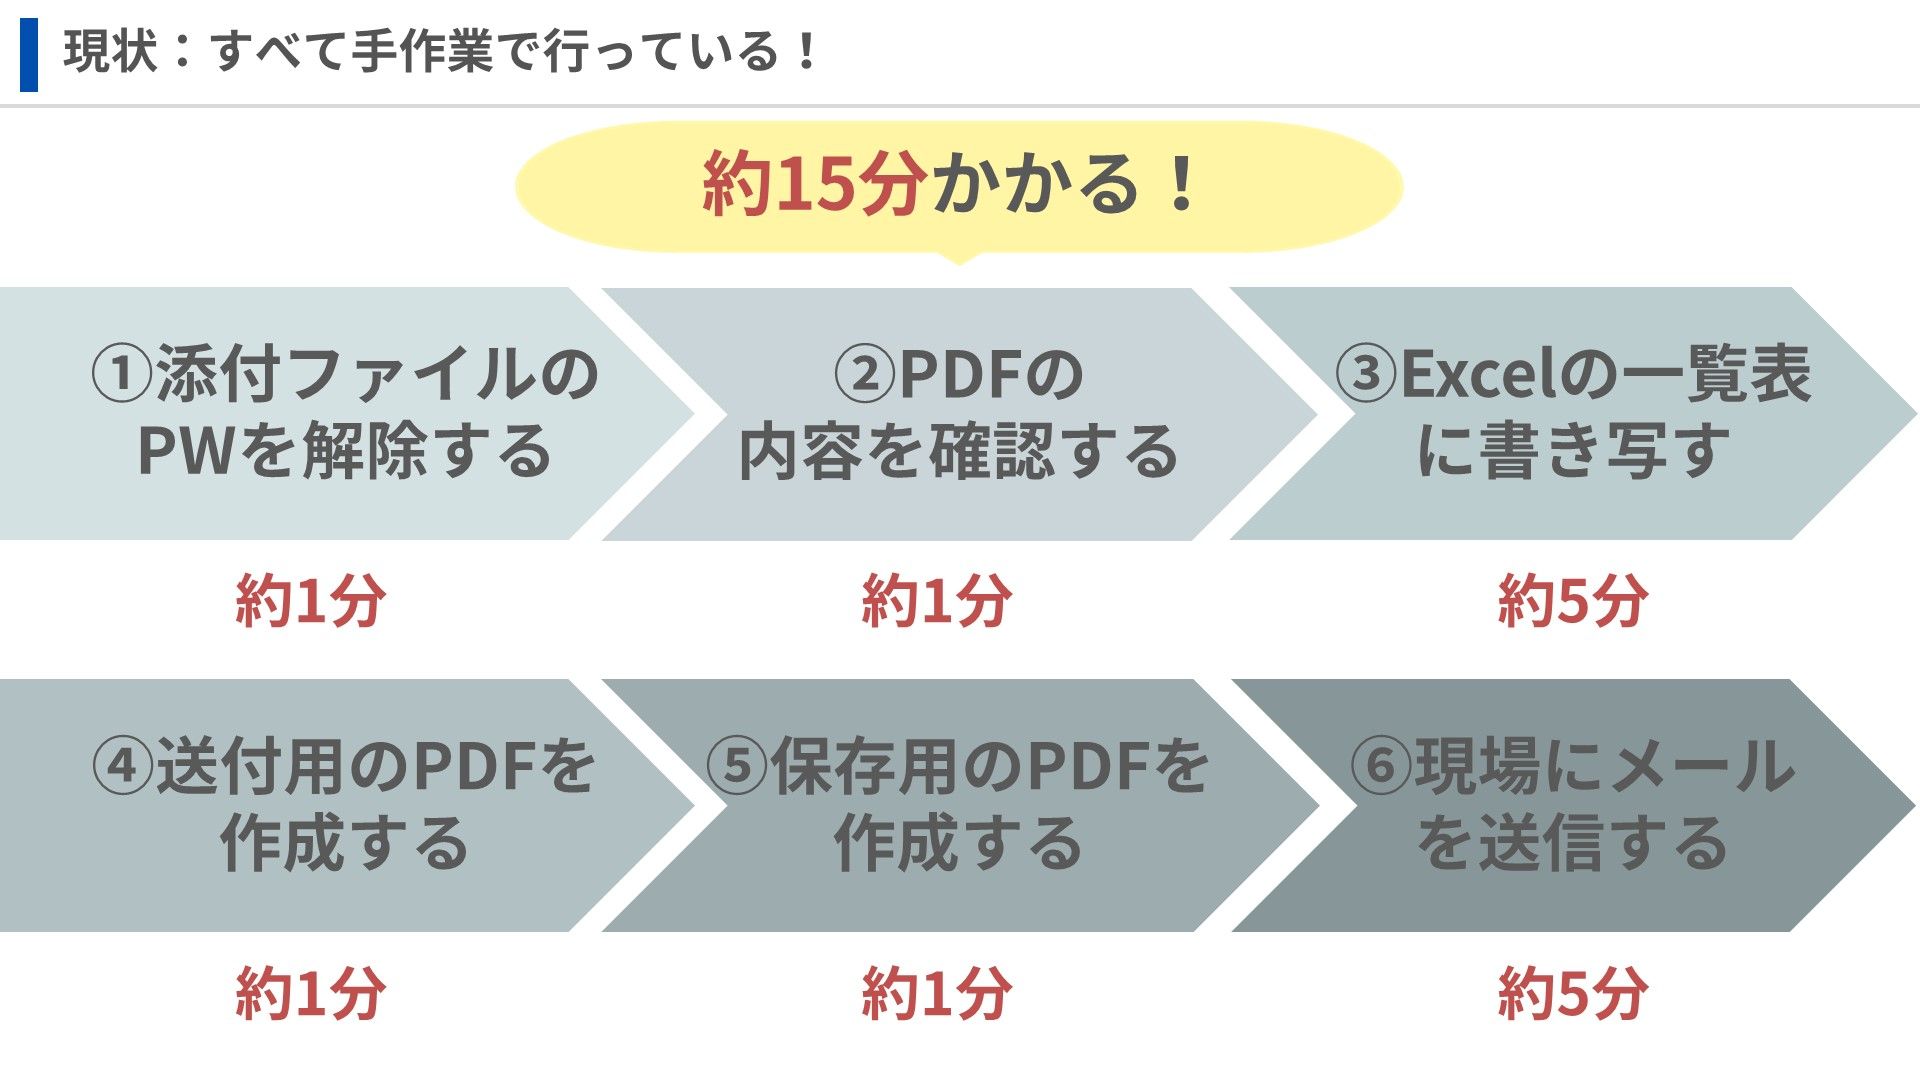 現状：すべて手作業で行っている！
約15分かかる！
①添付ファイルの
PWを解除する
②PDFの
内容を確認する
③Excelの一覧表
に書き写す
約1分
約1分
約5分
④送付用のPDFを
作成する
⑤保存用のPDFを
作成する
⑥現場にメール
を送信する
約1分
約1分
約5分